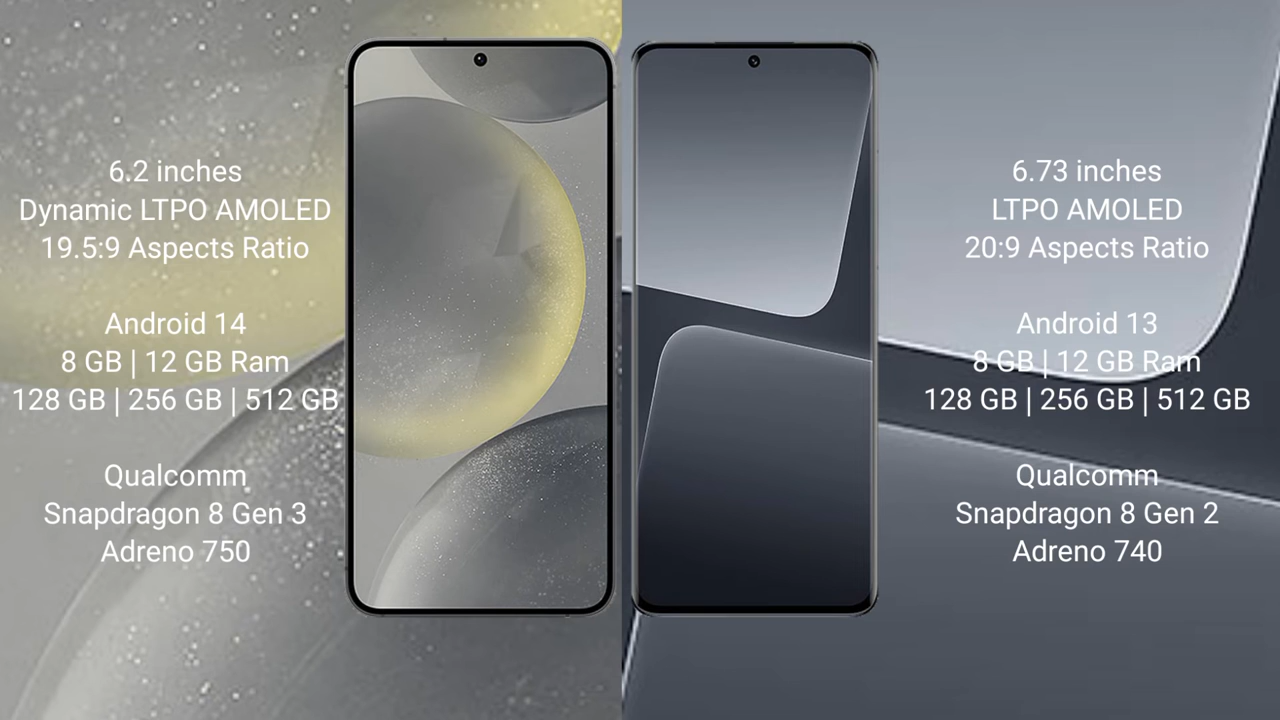 6.2 inches
Dynamic LTPO AMOLED
19.5:9 Aspects Ratio
Android 14
8 GB | 12 GB Ram
128 GB | 256 GB | 512 GB
Qualcomm
Snapdragon 8 Gen 3
Adreno 750
6.73 inches
LTPO AMOLED
20:9 Aspects Ratio
Android 13
8 GB | 12 GB Ram
128 GB | 256 GB | 512 GB
Qualcomm
Snapdragon 8 Gen 2
Adreno 740